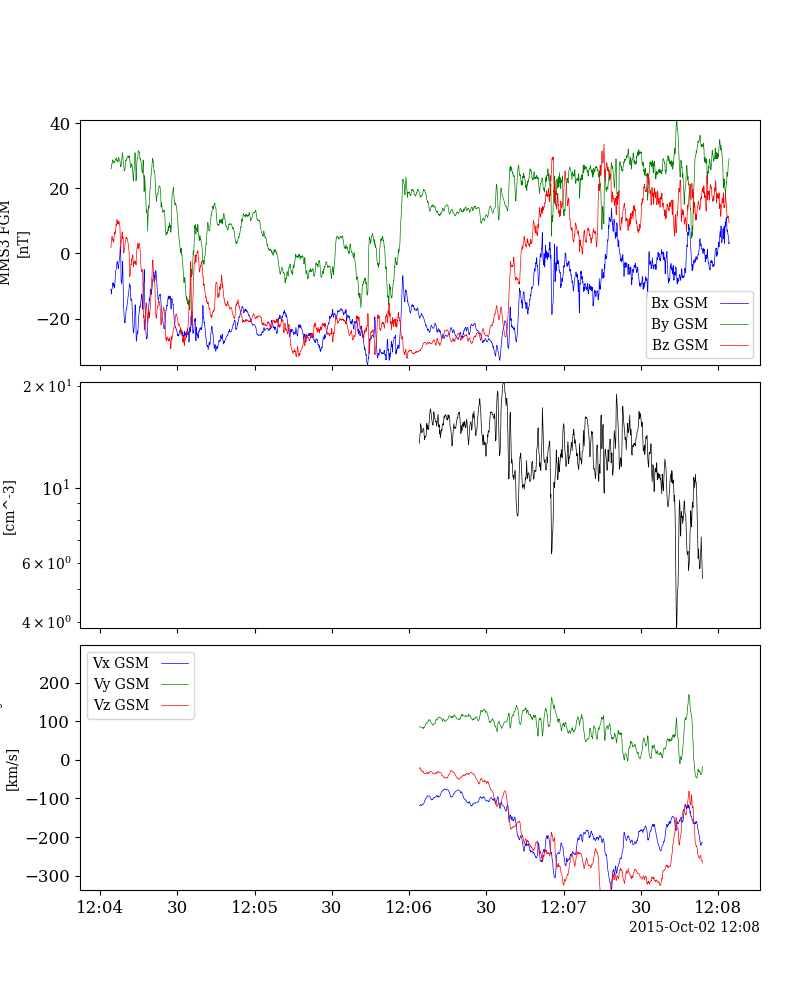 40
20
0
−20
MMS3 FGM
[nT]
Bx GSM
By GSM
Bz GSM
2 × 10¹
10¹
6 × 10⁰
4 × 10⁰
[cm^-3]
Vx GSM
Vy GSM
Vz GSM
200
100
0
−100
−200
−300
[km/s]
12:04 30 12:05 30 12:06 30 12:07 30 12:08
2015-Oct-02 12:08